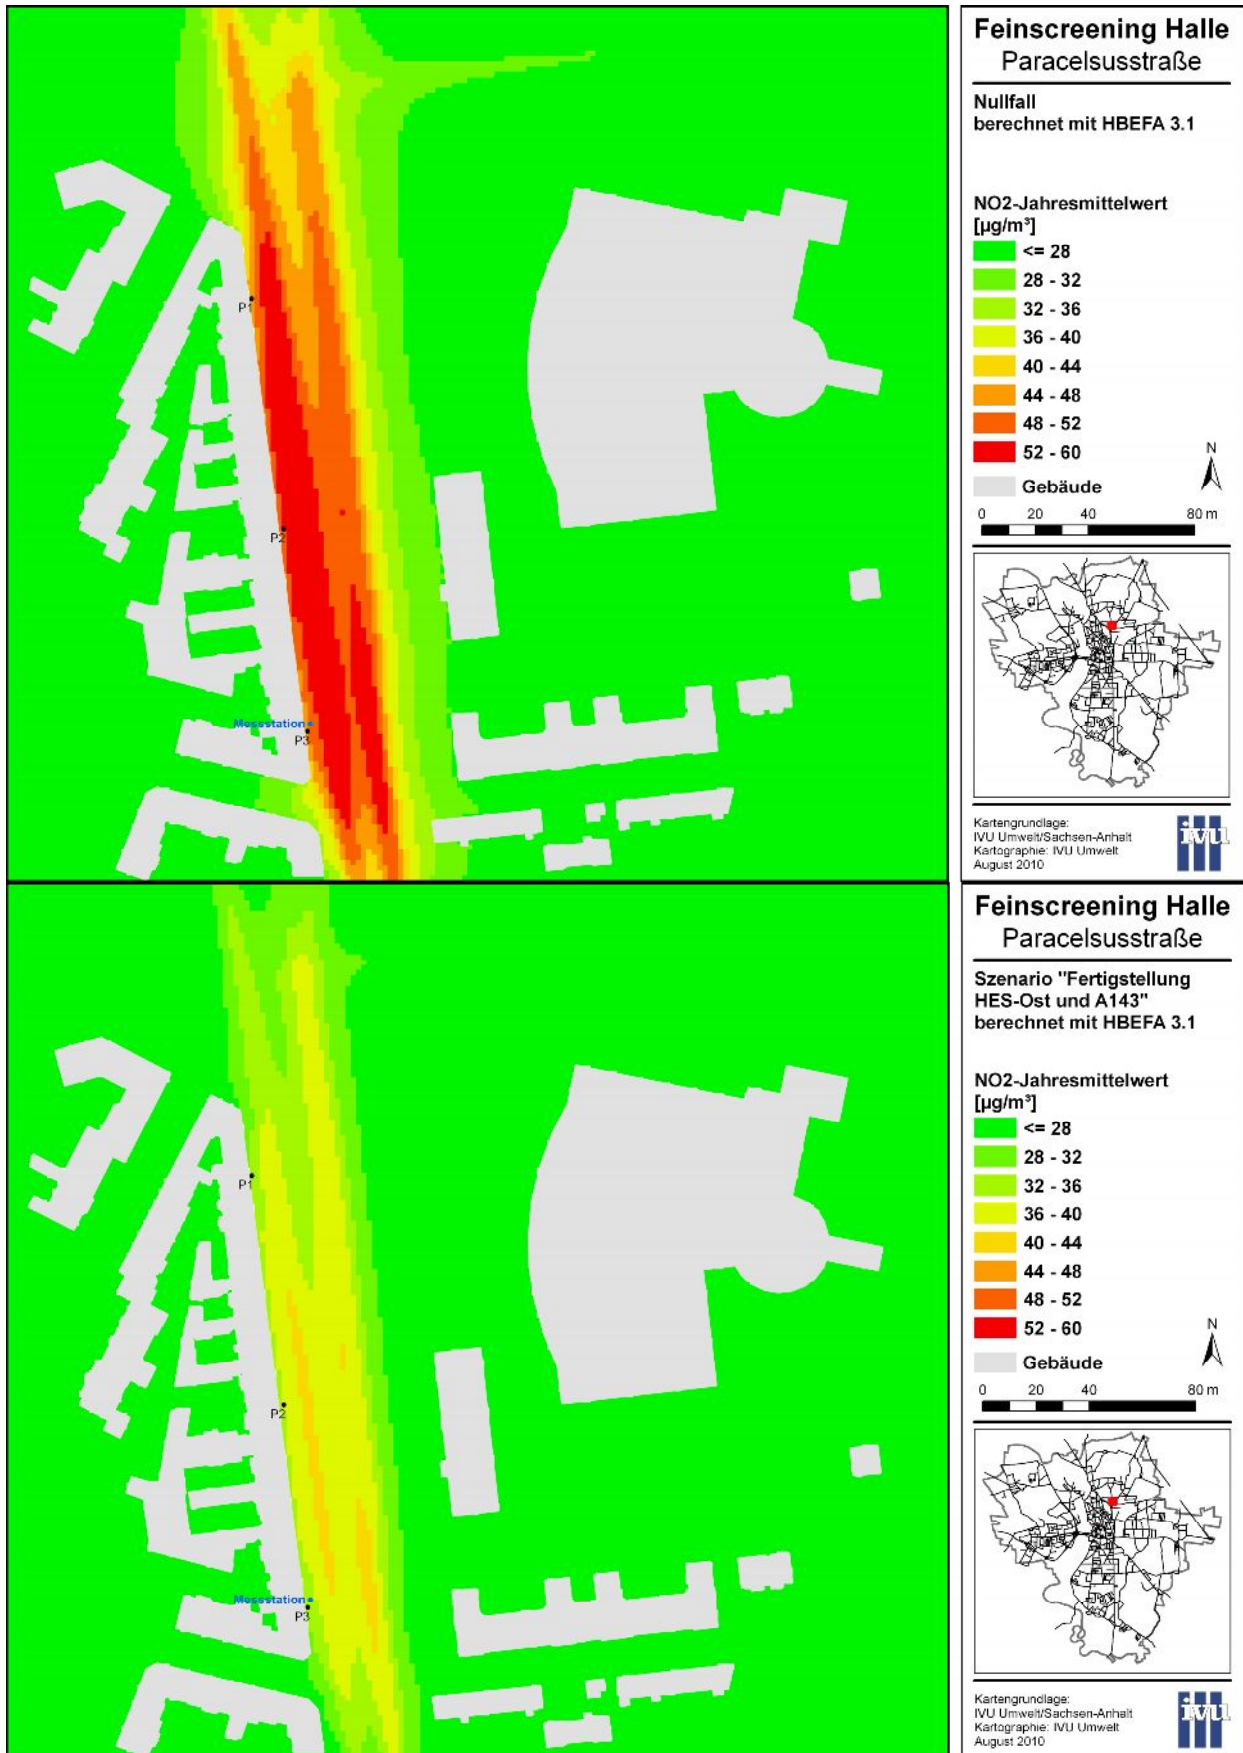 Feinscreening Halle
Paracelsusstraße
Nullfall
berechnet mit HBEFA 3.1
NO2-Jahresmittelwert
[µg/m³]
<= 28
28 - 32
32 - 36
36 - 40
40 - 44
44 - 48
48 - 52
52 - 60
Gebäude
N
0 20 40 80 m
Kartengrundlage:
IVU Umwelt/Sachsen-Anhalt
Kartographie: IVU Umwelt
August 2010
ivu
P1
P2
Messstation
P3
Feinscreening Halle
Paracelsusstraße
Szenario "Fertigstellung
HES-Ost und A143"
berechnet mit HBEFA 3.1
NO2-Jahresmittelwert
[µg/m³]
<= 28
28 - 32
32 - 36
36 - 40
40 - 44
44 - 48
48 - 52
52 - 60
Gebäude
N
0 20 40 80 m
Kartengrundlage:
IVU Umwelt/Sachsen-Anhalt
Kartographie: IVU Umwelt
August 2010
ivu
P1
P2
Messstation
P3